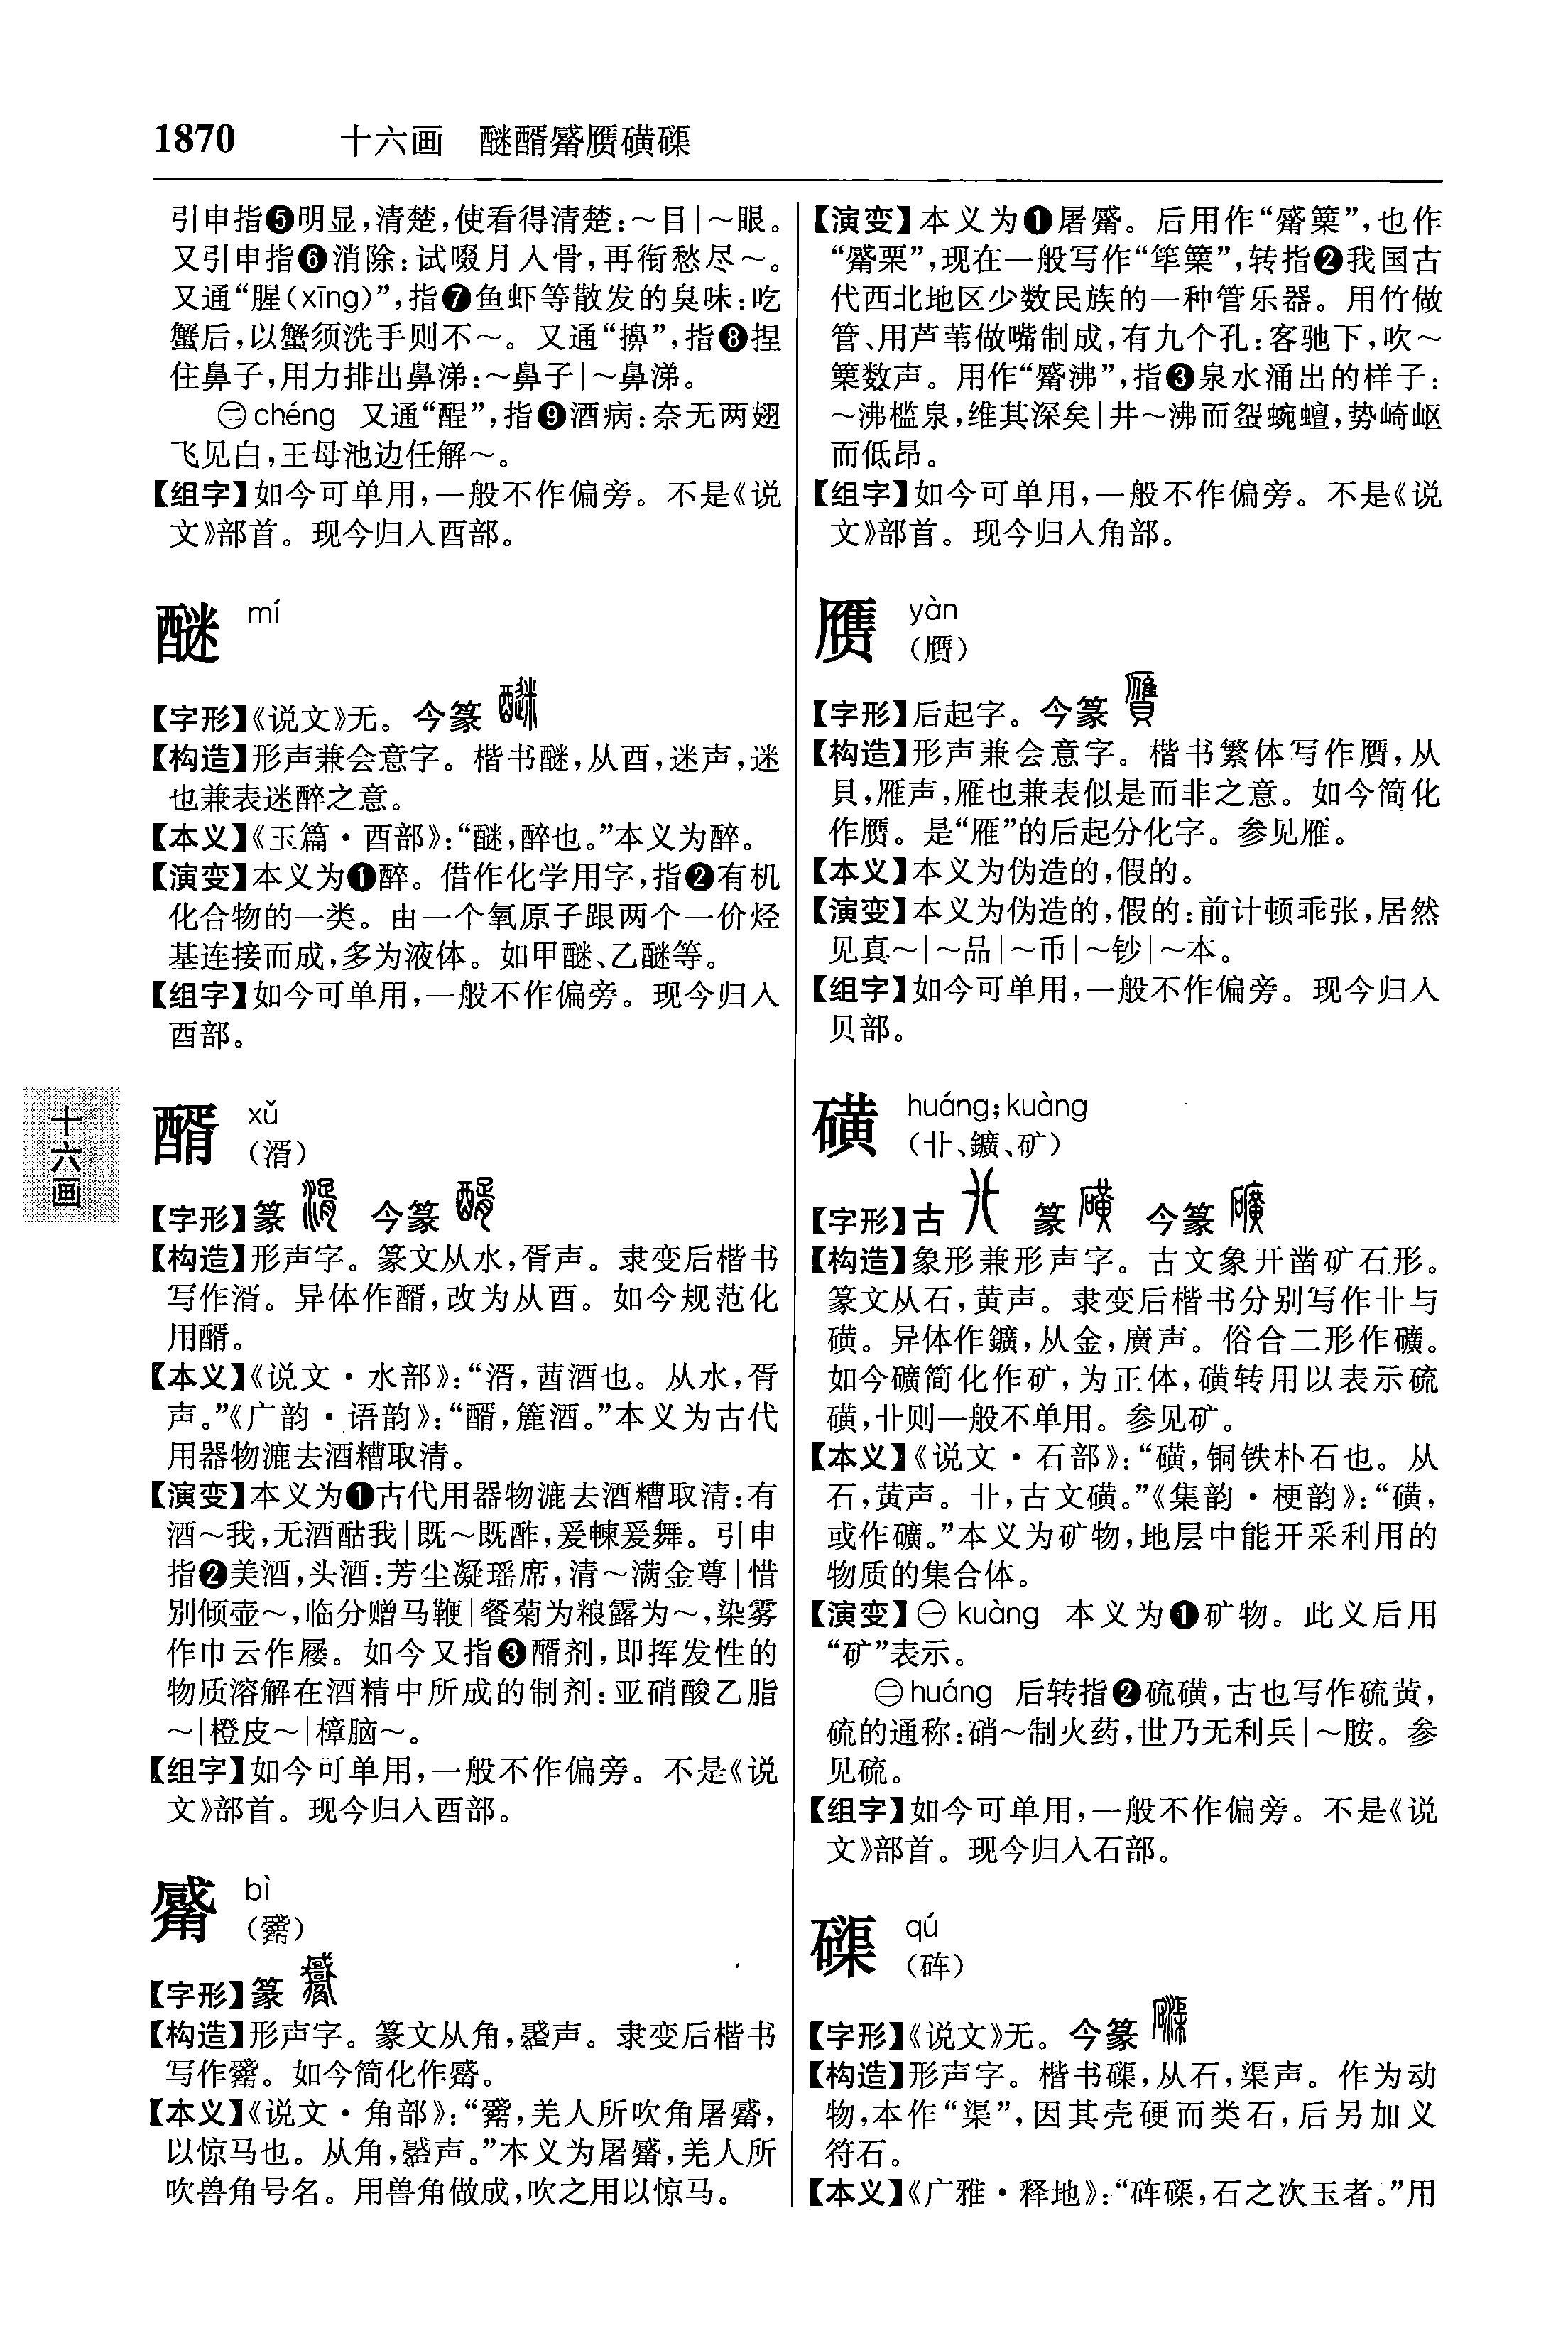 1870 十六画 醚醑觱赝磺磲
引申指❺明显,清楚,使看得清楚:～目|～眼。
又引申指❻消除:试啜月入骨,再衔愁尽～。
又通“腥(xīng)”,指❼鱼虾等散发的臭味:吃
蟹后,以蟹须洗手则不～。又通“擤”,指❽捏
住鼻子,用力排出鼻涕:～鼻子|～鼻涕。
㊁chéng 又通“酲”,指❾酒病:奈无两翅
飞见白,王母池边任解～。
【组字】如今可单用,一般不作偏旁。不是《说
文》部首。现今归入酉部。
醚 mí
【字形】《说文》无。今篆
【构造】形声兼会意字。楷书醚,从酉,迷声,迷
也兼表迷醉之意。
【本义】《玉篇·酉部》:“醚,醉也。”本义为醉。
【演变】本义为❶醉。借作化学用字,指❷有机
化合物的一类。由一个氧原子跟两个一价烃
基连接而成,多为液体。如甲醚、乙醚等。
【组字】如今可单用,一般不作偏旁。现今归入
酉部。
醑 xǔ
(湑)
【字形】篆 今篆
【构造】形声字。篆文从水,胥声。隶变后楷书
写作湑。异体作醑,改为从酉。如今规范化
用醑。
【本义】《说文·水部》:“湑,莤酒也。从水,胥
声。”《广韵·语韵》:“醑,簏酒。”本义为古代
用器物漉去酒糟取清。
【演变】本义为❶古代用器物漉去酒糟取清:有
酒～我,无酒酤我|既～既酢,爰暕爰舞。引申
指❷美酒,头酒:芳尘凝瑶席,清～满金尊|惜
别倾壶～,临分赠马鞭|餐菊为粮露为～,染雾
作巾云作屦。如今又指❸醑剂,即挥发性的
物质溶解在酒精中所成的制剂:亚硝酸乙脂
～|橙皮～|樟脑～。
【组字】如今可单用,一般不作偏旁。不是《说
文》部首。现今归入酉部。
觱 bì
【字形】篆
【构造】形声字。篆文从角,声。隶变后楷书
写作。如今简化作觱。
【本义】《说文·角部》:“,羌人所吹角屠觱,
以惊马也。从角,声。”本义为屠觱,羌人所
吹兽角号名。用兽角做成,吹之用以惊马。
【演变】本义为❶屠觱。后用作“觱篥”,也作
“觱栗”,现在一般写作“筚篥”,转指❷我国古
代西北地区少数民族的一种管乐器。用竹做
管、用芦苇做嘴制成,有九个孔:客驰下,吹～
篥数声。用作“觱沸”,指❸泉水涌出的样子:
～沸槛泉,维其深矣|井～沸而盌蜿蟺,势崎岖
而低昂。
【组字】如今可单用,一般不作偏旁。不是《说
文》部首。现今归入角部。
赝 yàn
(贋)
【字形】后起字。今篆
【构造】形声兼会意字。楷书繁体写作贋,从
貝,雁声,雁也兼表似是而非之意。如今简化
作赝。是“雁”的后起分化字。参见雁。
【本义】本义为伪造的,假的。
【演变】本义为伪造的,假的:前计顿乖张,居然
见真～|～品|～币|～钞|～本。
【组字】如今可单用,一般不作偏旁。现今归入
贝部。
磺 huáng;kuàng
(卝、鑛、矿)
【字形】古 篆 今篆
【构造】象形兼形声字。古文象开凿矿石形。
篆文从石,黄声。隶变后楷书分别写作卝与
磺。异体作鑛,从金,廣声。俗合二形作礦。
如今礦简化作矿,为正体,磺转用以表示硫
磺,卝则一般不单用。参见矿。
【本义】《说文·石部》:“磺,铜铁朴石也。从
石,黄声。卝,古文磺。”《集韵·梗韵》:“磺,
或作礦。”本义为矿物,地层中能开采利用的
物质的集合体。
【演变】㊀kuàng 本义为❶矿物。此义后用
“矿”表示。
㊁huáng 后转指❷硫磺,古也写作硫黄,
硫的通称:硝～制火药,世乃无利兵|～胺。参
见硫。
【组字】如今可单用,一般不作偏旁。不是《说
文》部首。现今归入石部。
磲 qú
(砗)
【字形】《说文》无。今篆
【构造】形声字。楷书磲,从石,渠声。作为动
物,本作“渠”,因其壳硬而类石,后另加义
符石。
【本义】《广雅·释地》:“砗磲,石之次玉者。”用
十六画